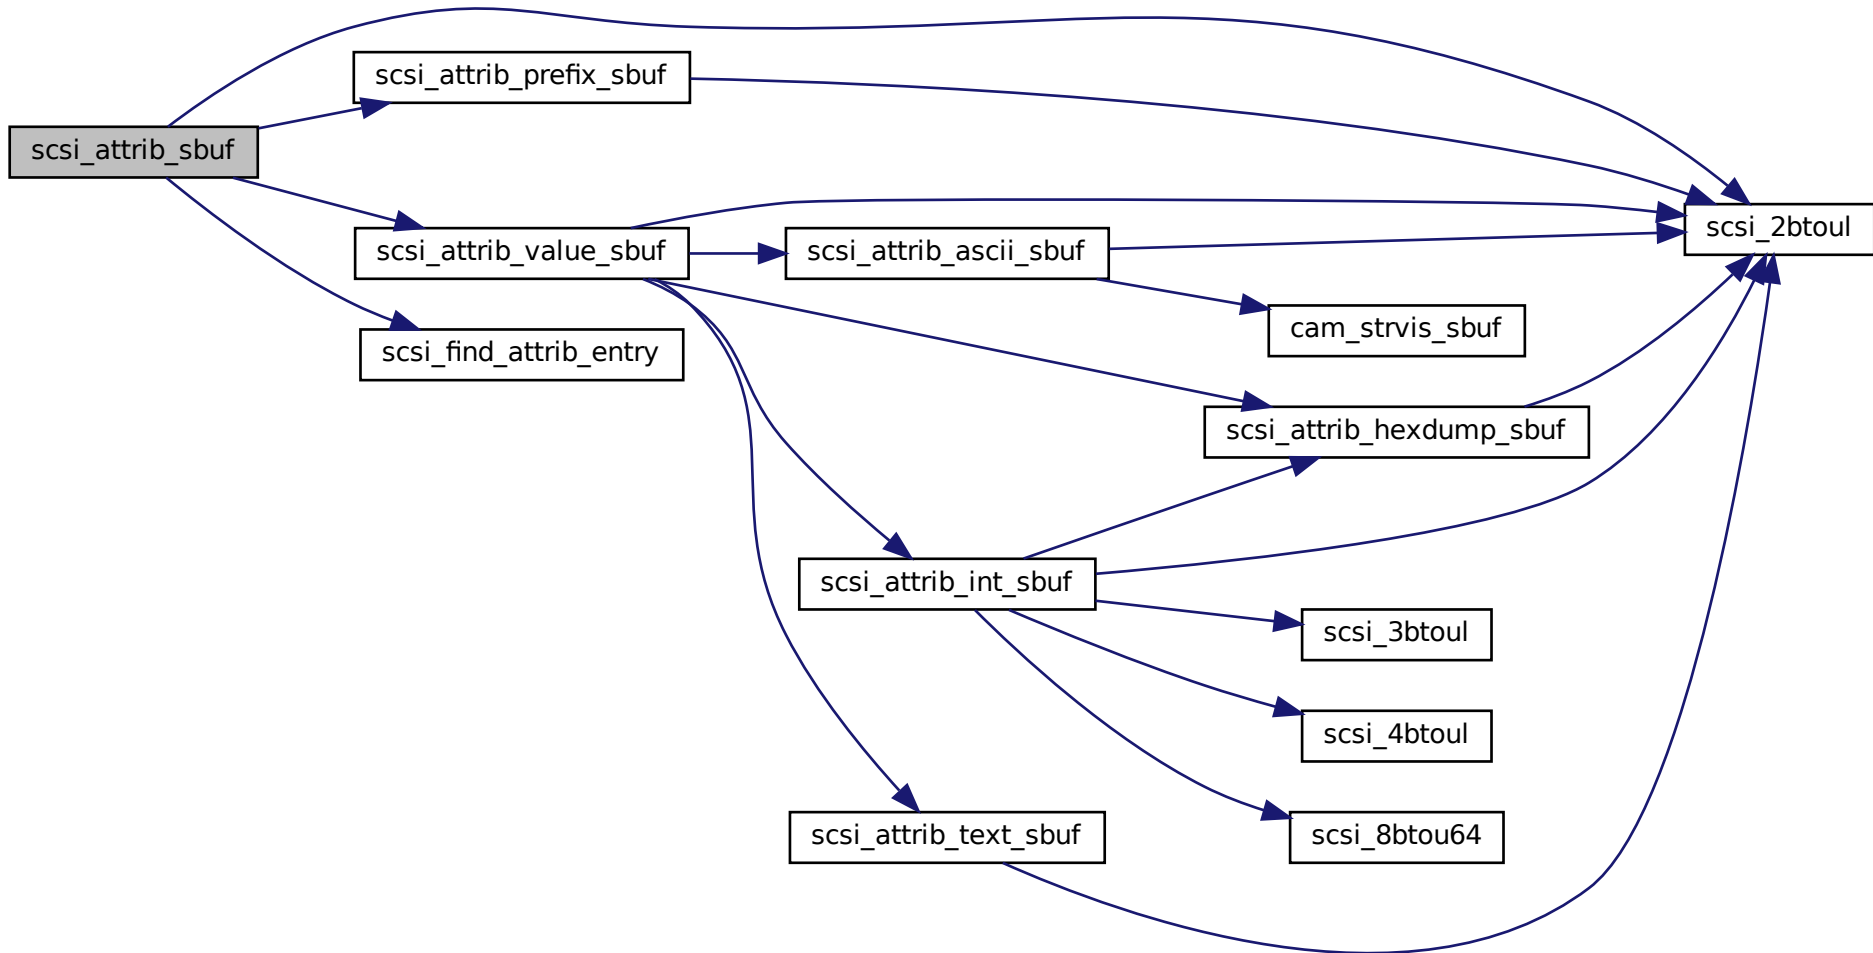 scsi_attrib_prefix_sbuf
scsi_attrib_sbuf
scsi_2btoul
scsi_attrib_value_sbuf
scsi_attrib_ascii_sbuf
cam_strvis_sbuf
scsi_find_attrib_entry
scsi_attrib_hexdump_sbuf
scsi_attrib_int_sbuf
scsi_3btoul
scsi_4btoul
scsi_attrib_text_sbuf
scsi_8btou64